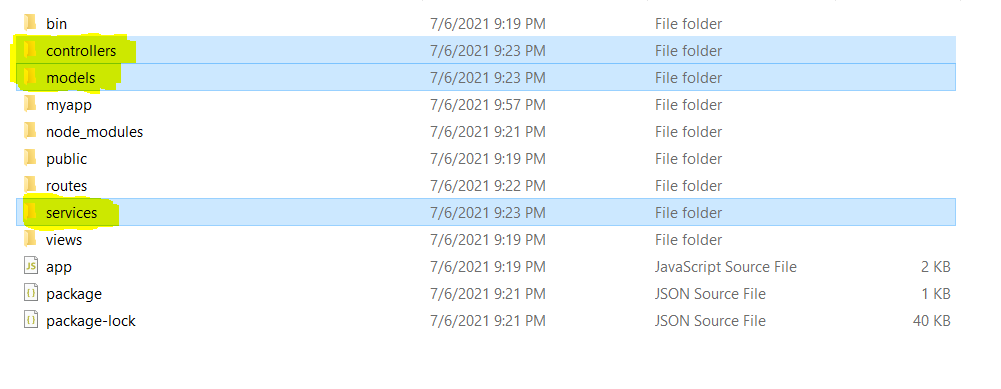 bin 7/6/2021 9:19 PM File folder
controllers 7/6/2021 9:23 PM File folder
models 7/6/2021 9:23 PM File folder
myapp 7/6/2021 9:57 PM File folder
node_modules 7/6/2021 9:21 PM File folder
public 7/6/2021 9:19 PM File folder
routes 7/6/2021 9:22 PM File folder
services 7/6/2021 9:23 PM File folder
views 7/6/2021 9:19 PM File folder
JS app 7/6/2021 9:19 PM JavaScript Source File 2 KB
{} package 7/6/2021 9:21 PM JSON Source File 1 KB
{} package-lock 7/6/2021 9:21 PM JSON Source File 40 KB